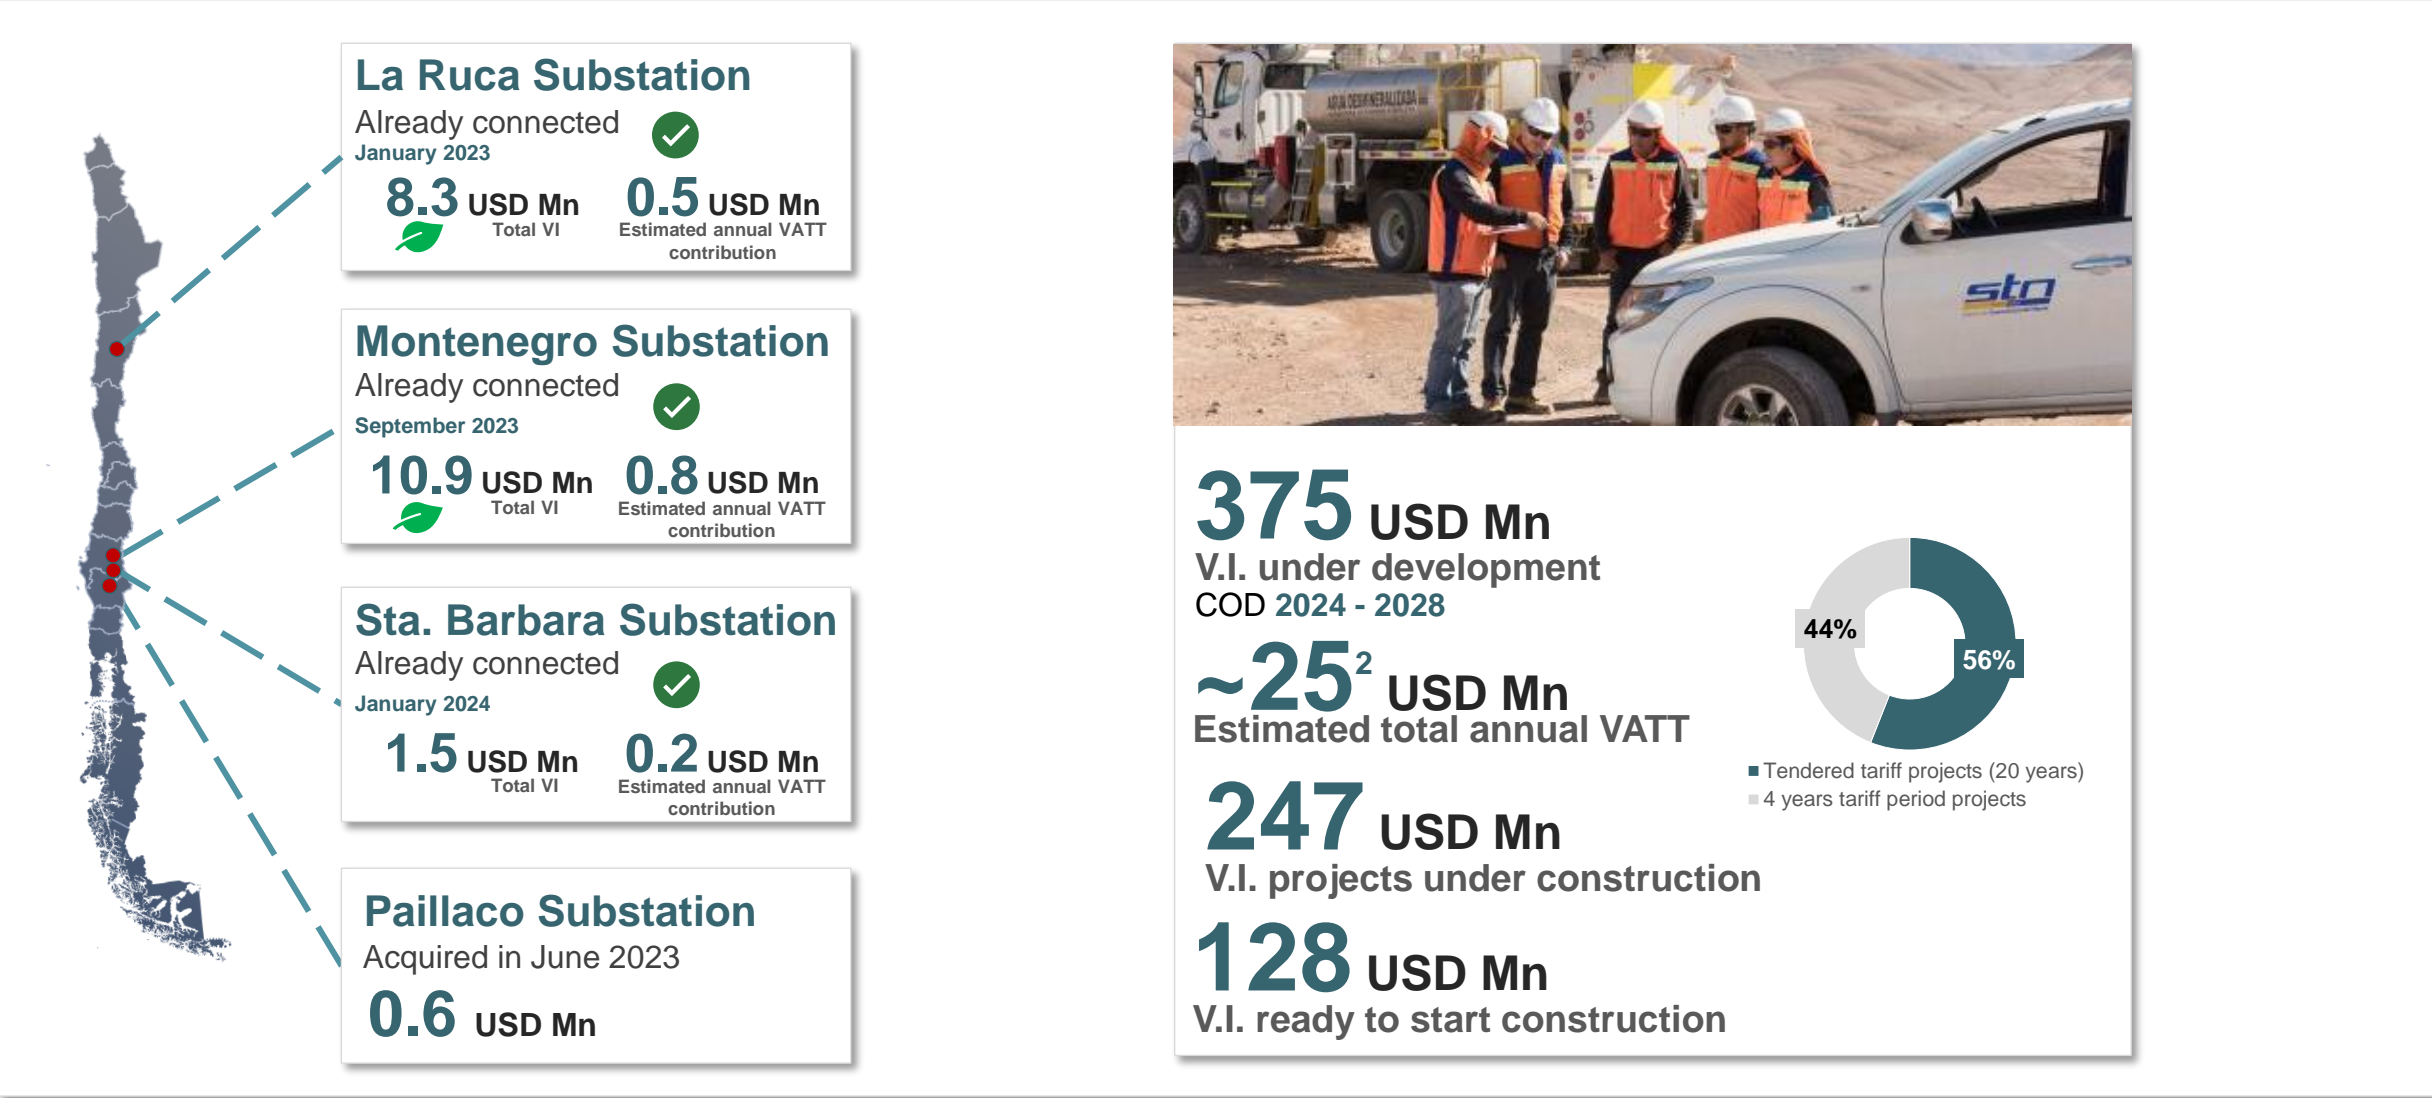 La Ruca Substation
Already connected
January 2023
8.3 USD Mn
Total VI
0.5 USD Mn
Estimated annual VATT
contribution
Montenegro Substation
Already connected
September 2023
10.9 USD Mn
Total VI
0.8 USD Mn
Estimated annual VATT
contribution
Sta. Barbara Substation
Already connected
January 2024
1.5 USD Mn
Total VI
0.2 USD Mn
Estimated annual VATT
contribution
Paillaco Substation
Acquired in June 2023
0.6 USD Mn
AGUA DESMINERALIZADA
stn
375 USD Mn
V.I. under development
COD 2024 - 2028
~25² USD Mn
Estimated total annual VATT
247 USD Mn
V.I. projects under construction
128 USD Mn
V.I. ready to start construction
44%
56%
Tendered tariff projects (20 years)
4 years tariff period projects